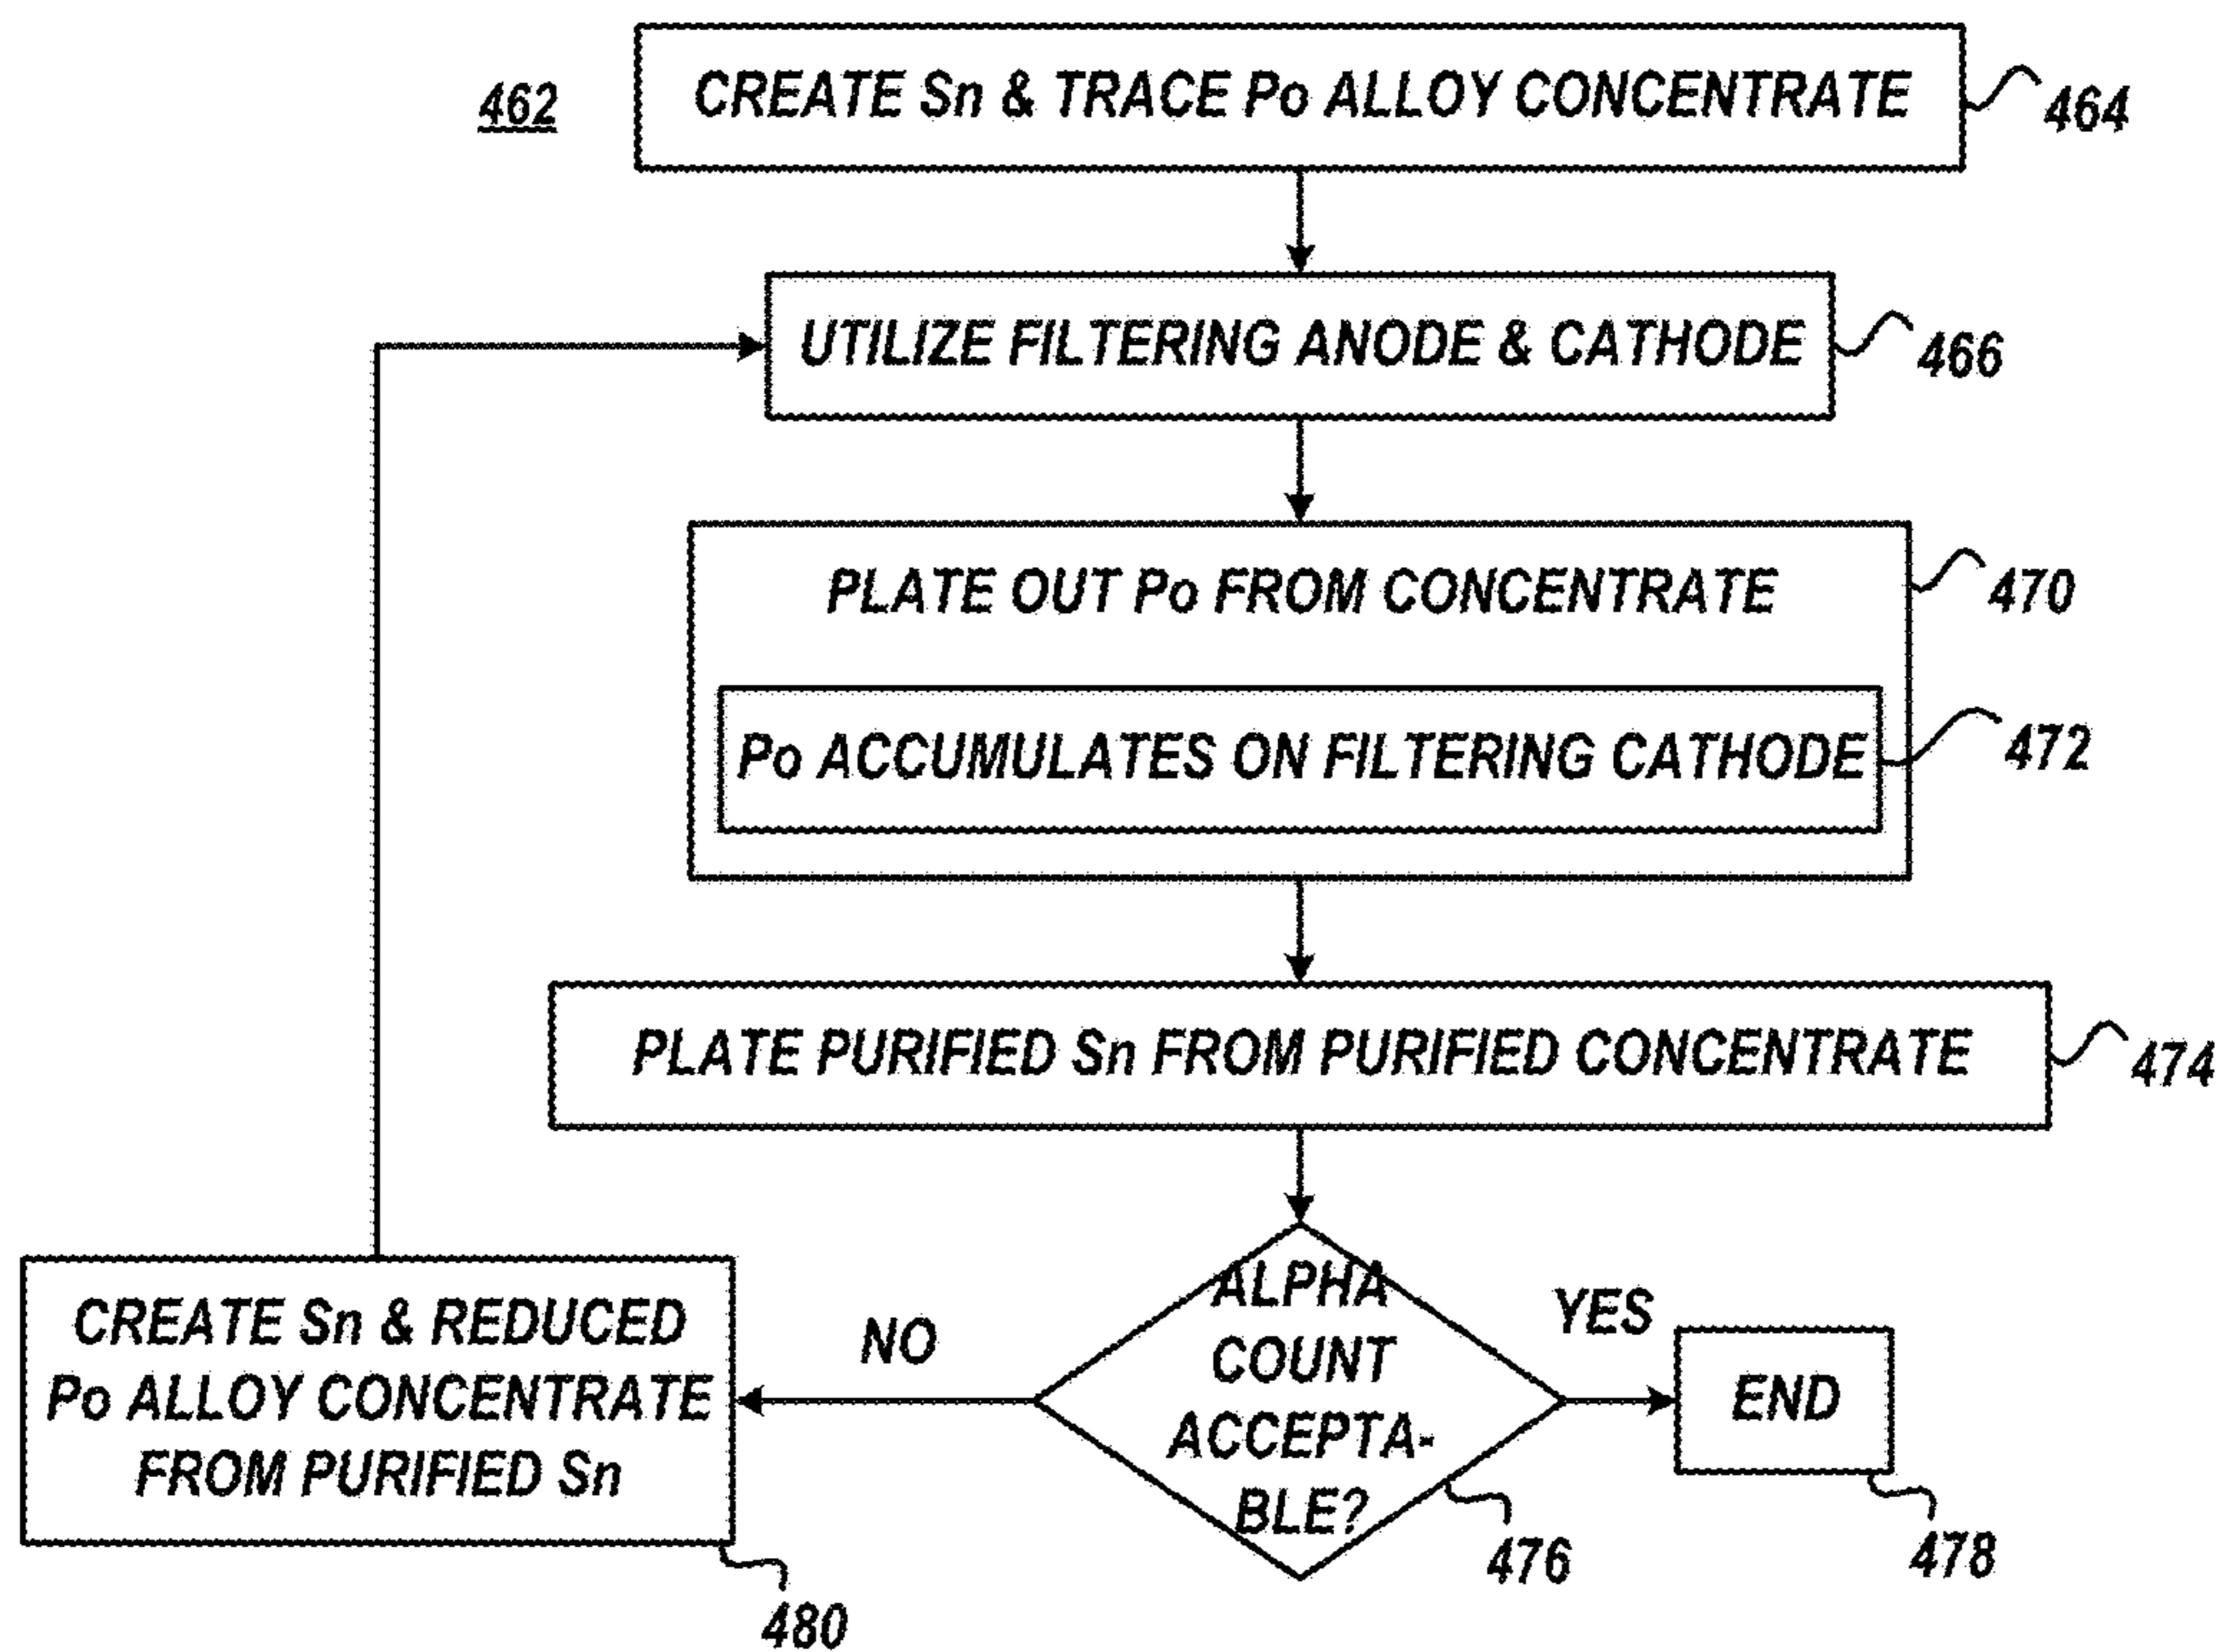 462
CREATE Sn & TRACE Po ALLOY CONCENTRATE
464
UTILIZE FILTERING ANODE & CATHODE
466
PLATE OUT Po FROM CONCENTRATE
470
Po ACCUMULATES ON FILTERING CATHODE
472
PLATE PURIFIED Sn FROM PURIFIED CONCENTRATE
474
ALPHA
COUNT
ACCEPTA-
BLE?
476
YES
END
478
NO
CREATE Sn & REDUCED
Po ALLOY CONCENTRATE
FROM PURIFIED Sn
480